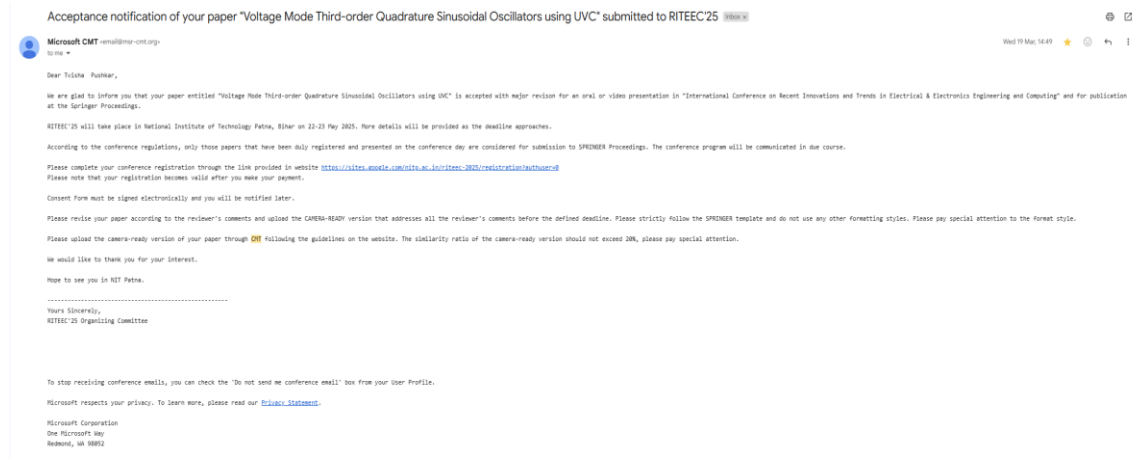 Acceptance notification of your paper "Voltage Mode Third-order Quadrature Sinusoidal Oscillators using UVC" submitted to RITEEC'25 Inbox x
Microsoft CMT <email@msr-cmt.org>
Wed 19 Mar, 14:49
to me
Dear Tvisha Pushkar,
We are glad to inform you that your paper entitled "Voltage Mode Third-order Quadrature Sinusoidal Oscillators using UVC" is accepted with major revison for an oral or video presentation in "International Conference on Recent Innovations and Trends in Electrical & Electronics Engineering and Computing" and for publication
at the Springer Proceedings.
RITEEC'25 will take place in National Institute of Technology Patna, Bihar on 22-23 May 2025. More details will be provided as the deadline approaches.
According to the conference regulations, only those papers that have been duly registered and presented on the conference day are considered for submission to SPRINGER Proceedings. The conference program will be communicated in due course.
Please complete your conference registration through the link provided in website https://sites.google.com/nitp.ac.in/riteec-2025/registration?authuser=0
Please note that your registration becomes valid after you make your payment.
Consent Form must be signed electronically and you will be notified later.
Please revise your paper according to the reviewer's comments and upload the CAMERA-READY version that addresses all the reviewer's comments before the defined deadline. Please strictly follow the SPRINGER template and do not use any other formatting styles. Please pay special attention to the format style.
Please upload the camera-ready version of your paper through CMT following the guidelines on the website. The similarity ratio of the camera-ready version should not exceed 20%, please pay special attention.
We would like to thank you for your interest.
Hope to see you in NIT Patna.
------------------------------------------------------
Yours Sincerely,
RITEEC'25 Organizing Committee
To stop receiving conference emails, you can check the 'Do not send me conference email' box from your User Profile.
Microsoft respects your privacy. To learn more, please read our Privacy Statement.
Microsoft Corporation
One Microsoft Way
Redmond, WA 98052